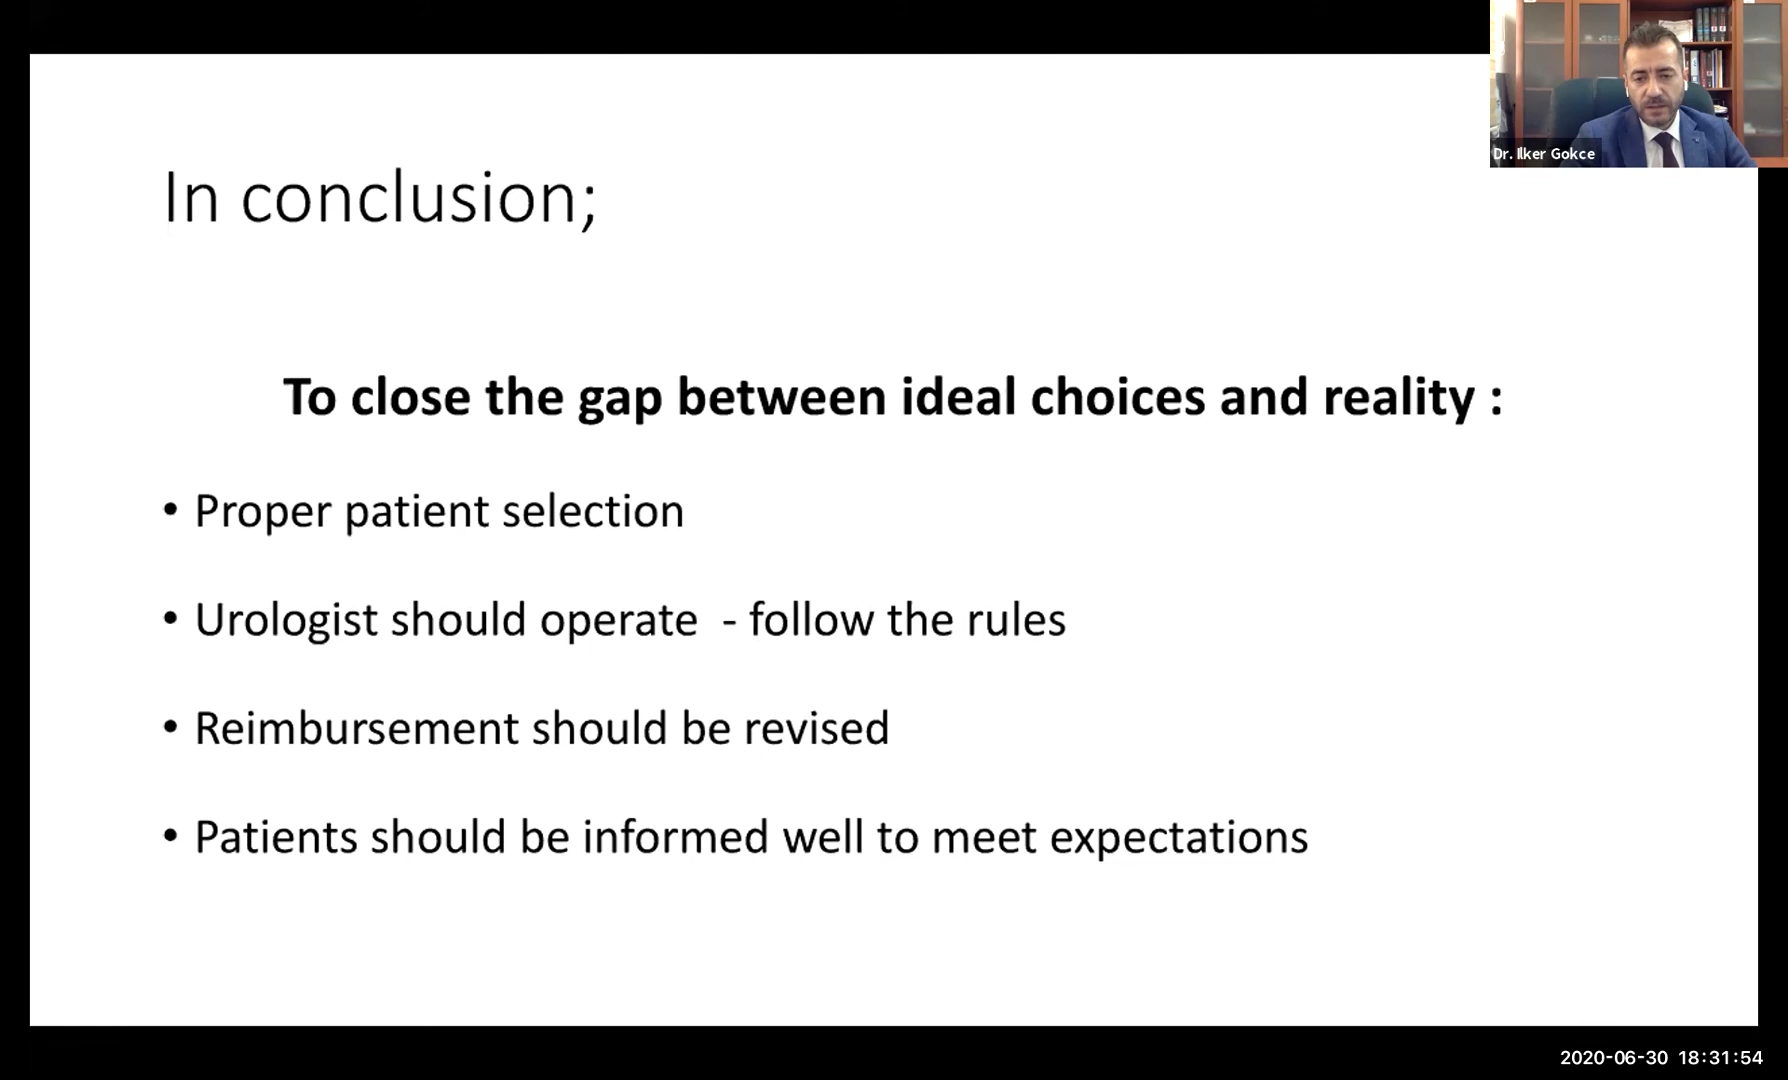 Dr. Ilker Gokce
In conclusion;
To close the gap between ideal choices and reality :
• Proper patient selection
• Urologist should operate  - follow the rules
• Reimbursement should be revised
• Patients should be informed well to meet expectations
2020-06-30 18:31:54